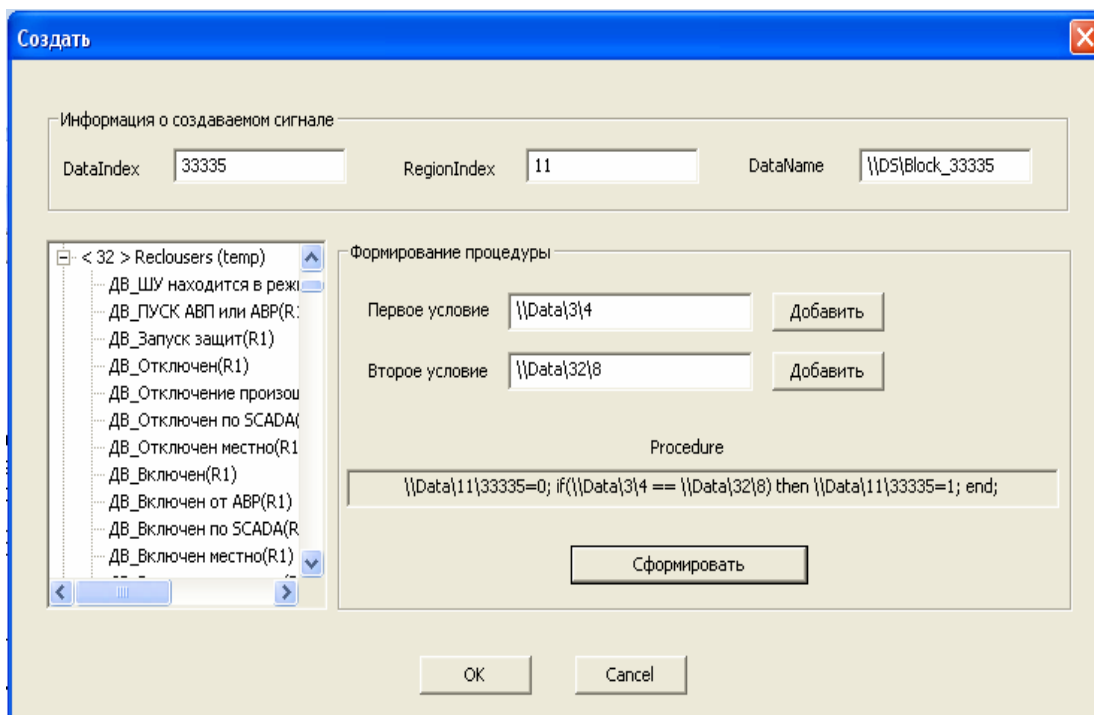 Создать
Информация о создаваемом сигнале
DataIndex 33335 RegionIndex 11 DataName \\DS\Block_33335
< 32 > Reclousers (temp)
ДВ_ШУ находится в режи
ДВ_ПУСК АВП или АВР(R1
ДВ_Запуск защит(R1)
ДВ_Отключен(R1)
ДВ_Отключение произош
ДВ_Отключен по SCADA(
ДВ_Отключен местно(R1
ДВ_Включен(R1)
ДВ_Включен от АВР(R1)
ДВ_Включен по SCADA(R
ДВ_Включен местно(R1)
Формирование процедуры
Первое условие \\Data\3\4 Добавить
Второе условие \\Data\32\8 Добавить
Procedure
\\Data\11\33335=0; if(\\Data\3\4 == \\Data\32\8) then \\Data\11\33335=1; end;
Сформировать
OK Cancel